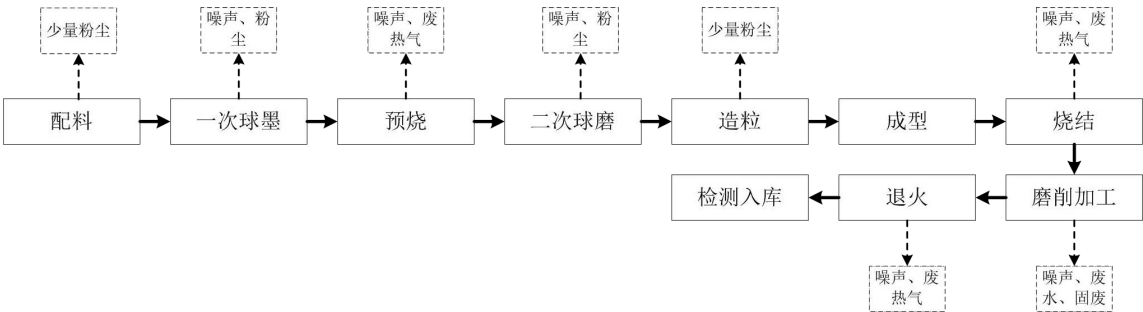 少量粉尘
噪声、粉
尘
噪声、废
热气
噪声、粉
尘
少量粉尘
噪声、废
热气
配料
一次球墨
预烧
二次球磨
造粒
成型
烧结
检测入库
退火
磨削加工
噪声、废
热气
噪声、废
水、固废